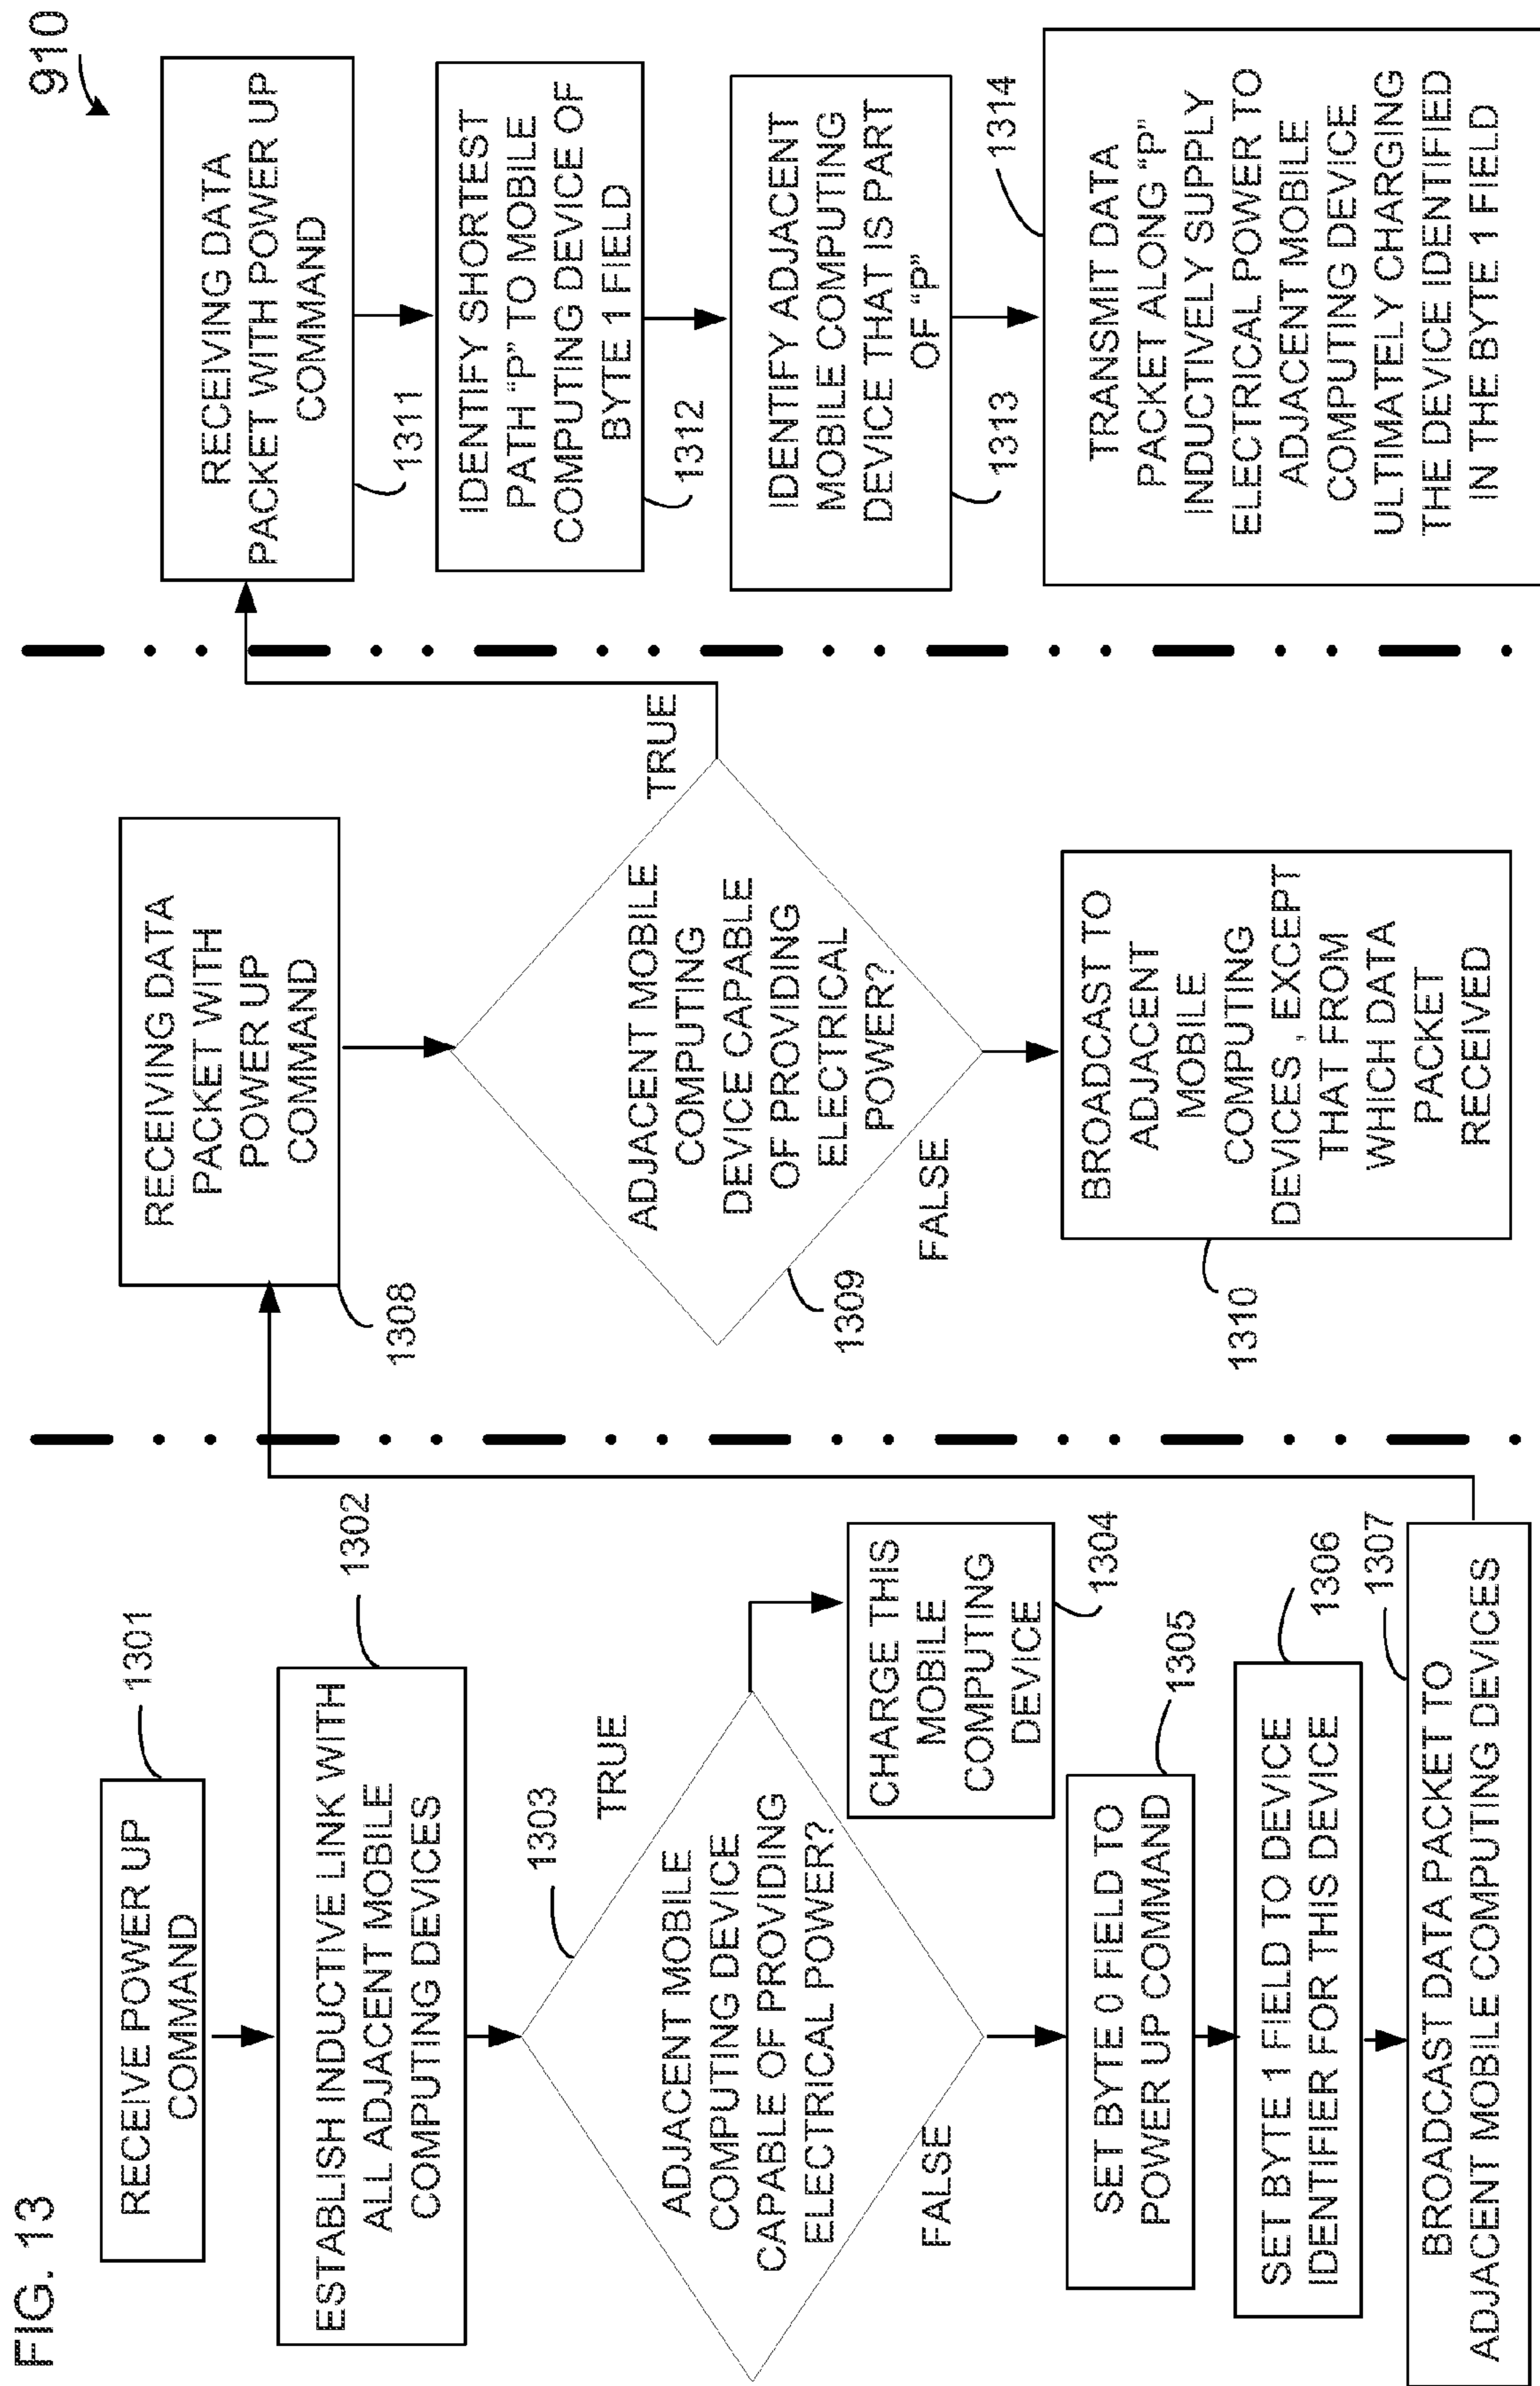 FIG. 13
910
RECEIVE POWER UP
COMMAND
1301
ESTABLISH INDUCTIVE LINK WITH
ALL ADJACENT MOBILE
COMPUTING DEVICES
1302
ADJACENT MOBILE
COMPUTING DEVICE
CAPABLE OF PROVIDING
ELECTRICAL POWER?
1303
TRUE
FALSE
CHARGE THIS
MOBILE
COMPUTING
DEVICE
1304
SET BYTE 0 FIELD TO
POWER UP COMMAND
1305
SET BYTE 1 FIELD TO DEVICE
IDENTIFIER FOR THIS DEVICE
1306
BROADCAST DATA PACKET TO
ADJACENT MOBILE COMPUTING DEVICES
1307
RECEIVING DATA
PACKET WITH
POWER UP
COMMAND
1308
ADJACENT MOBILE
COMPUTING
DEVICE CAPABLE
OF PROVIDING
ELECTRICAL
POWER?
1309
TRUE
FALSE
BROADCAST TO
ADJACENT
MOBILE
COMPUTING
DEVICES , EXCEPT
THAT FROM
WHICH DATA
PACKET
RECEIVED
1310
RECEIVING DATA
PACKET WITH POWER UP
COMMAND
1311
IDENTIFY SHORTEST
PATH "P" TO MOBILE
COMPUTING DEVICE OF
BYTE 1 FIELD
1312
IDENTIFY ADJACENT
MOBILE COMPUTING
DEVICE THAT IS PART
OF "P"
1313
TRANSMIT DATA
PACKET ALONG "P"
INDUCTIVELY SUPPLY
ELECTRICAL POWER TO
ADJACENT MOBILE
COMPUTING DEVICE
ULTIMATELY CHARGING
THE DEVICE IDENTIFIED
IN THE BYTE 1 FIELD
1314